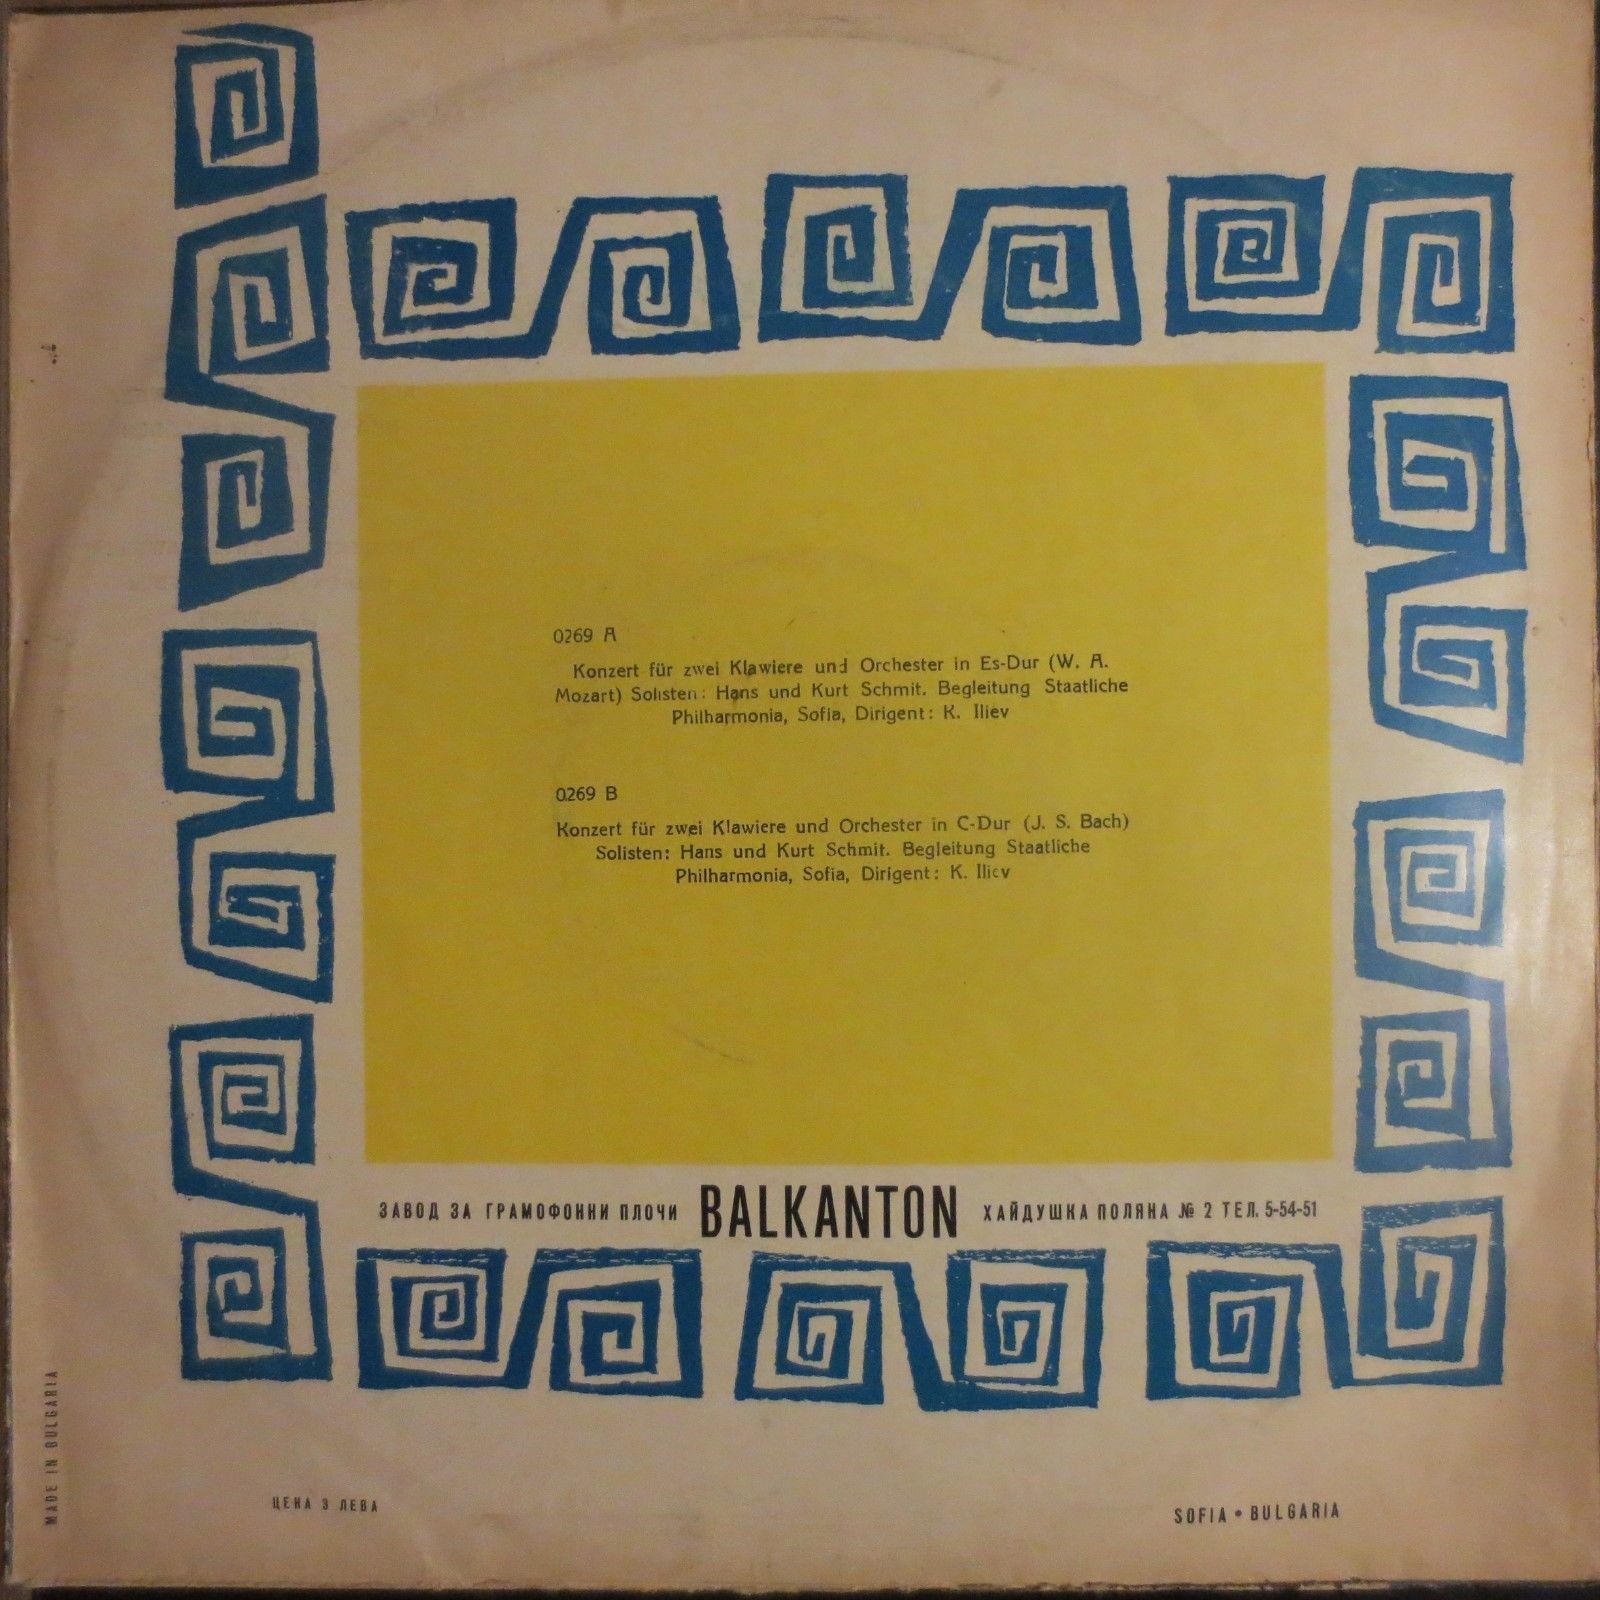 0269 A
Konzert für zwei Klawiere und Orchester in Es-Dur (W. A.
Mozart) Solisten: Hans und Kurt Schmit. Begleitung Staatliche
Philharmonia, Sofia, Dirigent: K. Iliev
0269 B
Konzert für zwei Klawiere und Orchester in C-Dur (J. S. Bach)
Solisten: Hans und Kurt Schmit. Begleitung Staatliche
Philharmonia, Sofia, Dirigent: K. Iliev
ЗАВОД ЗА ГРАМОФОННИ ПЛОЧИ BALKANTON ХАЙДУШКА ПОЛЯНА № 2 ТЕЛ. 5-54-51
MADE IN BULGARIA
ЦЕНА 3 ЛЕВА
SOFIA • BULGARIA